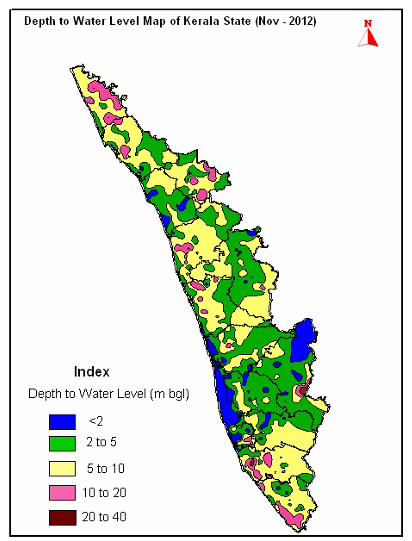 Depth to Water Level Map of Kerala State (Nov - 2012)
N
Index
Depth to Water Level (m bgl)
<2
2 to 5
5 to 10
10 to 20
20 to 40